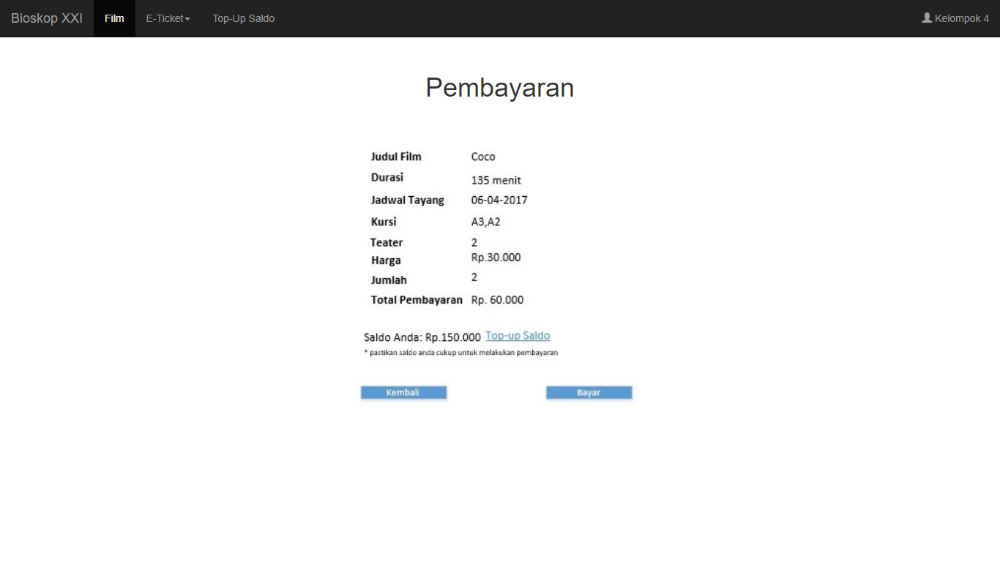 Bioskop XXI Film E-Ticket Top-Up Saldo Kelompok 4
Pembayaran
Judul Film Coco
Durasi 135 menit
Jadwal Tayang 06-04-2017
Kursi A3,A2
Teater 2
Harga Rp.30.000
Jumlah 2
Total Pembayaran Rp. 60.000
Saldo Anda: Rp.150.000 Top-up Saldo
* pastikan saldo anda cukup untuk melakukan pembayaran
Kembali Bayar